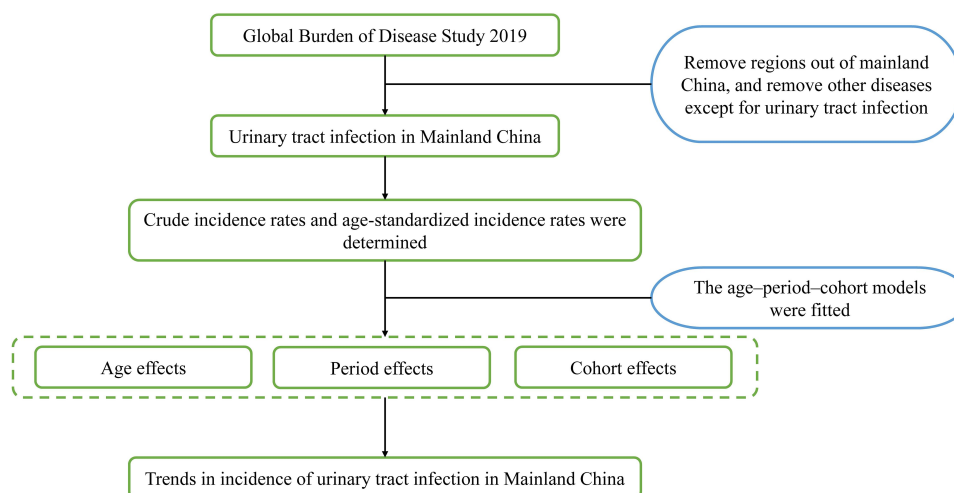 Global Burden of Disease Study 2019
Remove regions out of mainland
China, and remove other diseases
except for urinary tract infection
Urinary tract infection in Mainland China
Crude incidence rates and age-standardized incidence rates were
determined
The age–period–cohort models
were fitted
Age effects
Period effects
Cohort effects
Trends in incidence of urinary tract infection in Mainland China